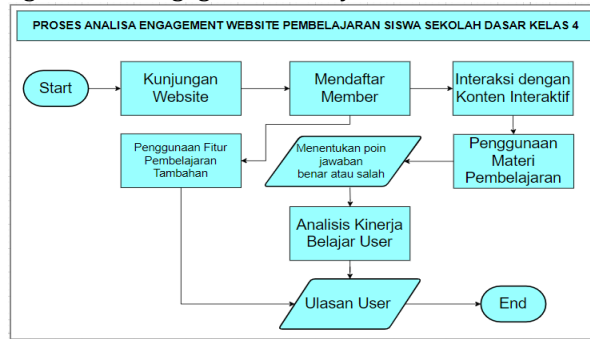 PROSES ANALISA ENGAGEMENT WEBSITE PEMBELAJARAN SISWA SEKOLAH DASAR KELAS 4
Start
Kunjungan
Website
Mendaftar
Member
Interaksi dengan
Konten Interaktif
Penggunaan Fitur
Pembelajaran
Tambahan
Menentukan poin
jawaban
benar atau salah
Penggunaan
Materi
Pembelajaran
Analisis Kinerja
Belajar User
Ulasan User
End